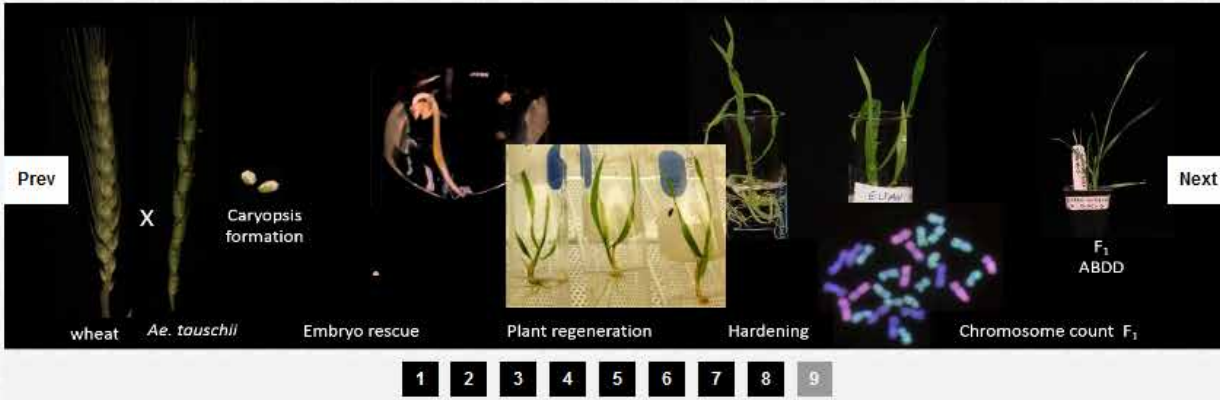 Prev
Next
X
Caryopsis
formation
ELIAV
F₁
ABDD
wheat
Ae. tauschii
Embryo rescue
Plant regeneration
Hardening
Chromosome count F₁
1 2 3 4 5 6 7 8 9